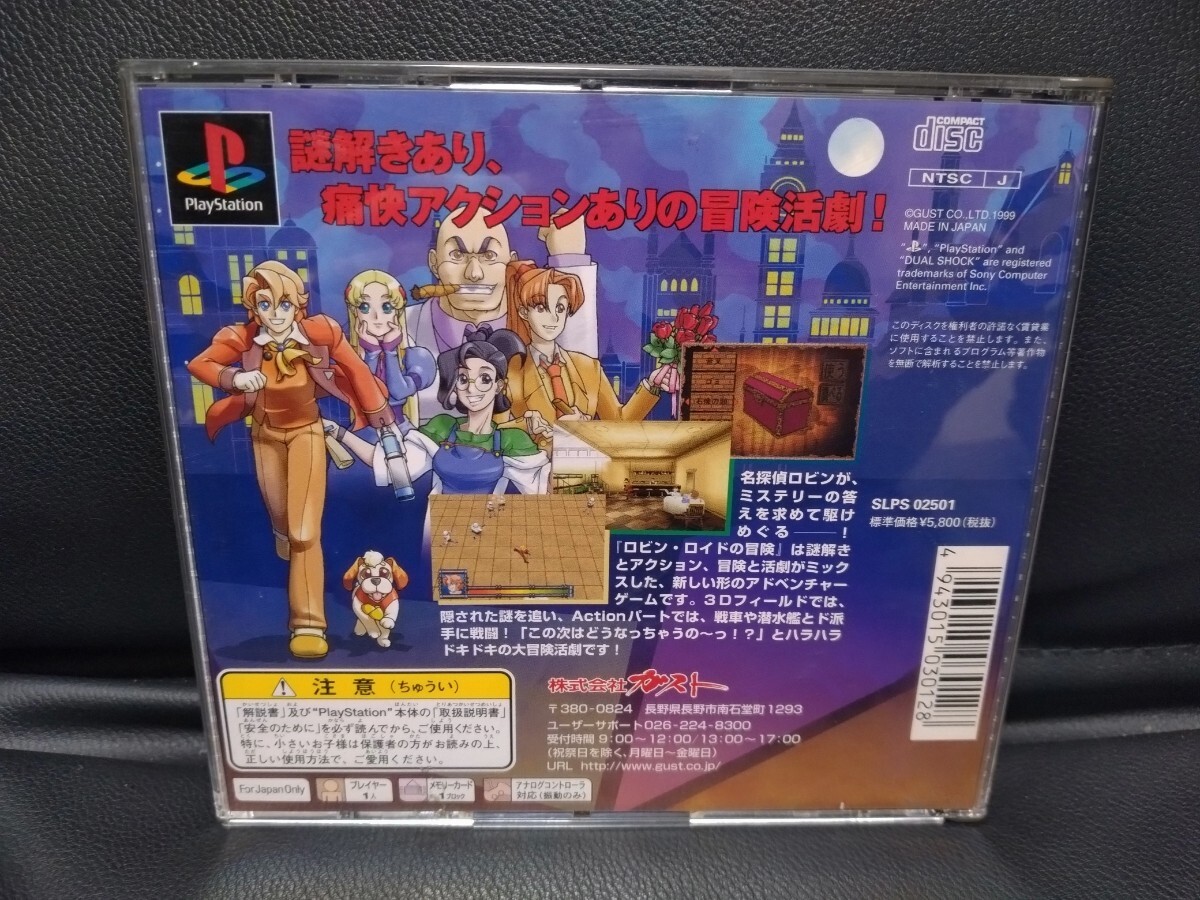 PlayStation
謎解きあり、
痛快アクションありの冒険活劇!
COMPACT
disc
NTSC J
©GUST CO.,LTD.1999
MADE IN JAPAN
" ", "PlayStation" and
"DUAL SHOCK" are registered
trademarks of Sony Computer
Entertainment Inc.
このディスクを権利者の許諾なく賃貸業
に使用することを禁止します。また、
ソフトに含まれるプログラム等著作物
を無断で解析することを禁止します。
名探偵ロビンが、
ミステリーの答
えを求めて駆け
めぐる――!
『ロビン・ロイドの冒険』は謎解き
とアクション、冒険と活劇がミック
スした、新しい形のアドベンチャー
ゲームです。3Dフィールドでは、
隠された謎を追い、Actionパートでは、戦車や潜水艦とド派
手に戦闘!「この次はどうなっちゃうの〜っ!?」とハラハラ
ドキドキの大冒険活劇です!
SLPS 02501
標準価格¥5,800(税抜)
4 943015 030128
注意(ちゅうい)
「解説書」及び"PlayStation"本体の「取扱説明書」
「安全のために」を必ず読んでから、ご使用ください。
特に、小さいお子様は保護者の方がお読みの上、
正しい使用方法で、ご愛用ください。
株式会社ガスト
〒380-0824 長野県長野市南石堂町1293
ユーザーサポート026-224-8300
受付時間 9:00〜12:00/13:00〜17:00
(祝祭日を除く、月曜日〜金曜日)
URL http://www.gust.co.jp/
For Japan Only
プレイヤー
1人
メモリーカード
1ブロック
アナログコントローラ
対応(振動のみ)